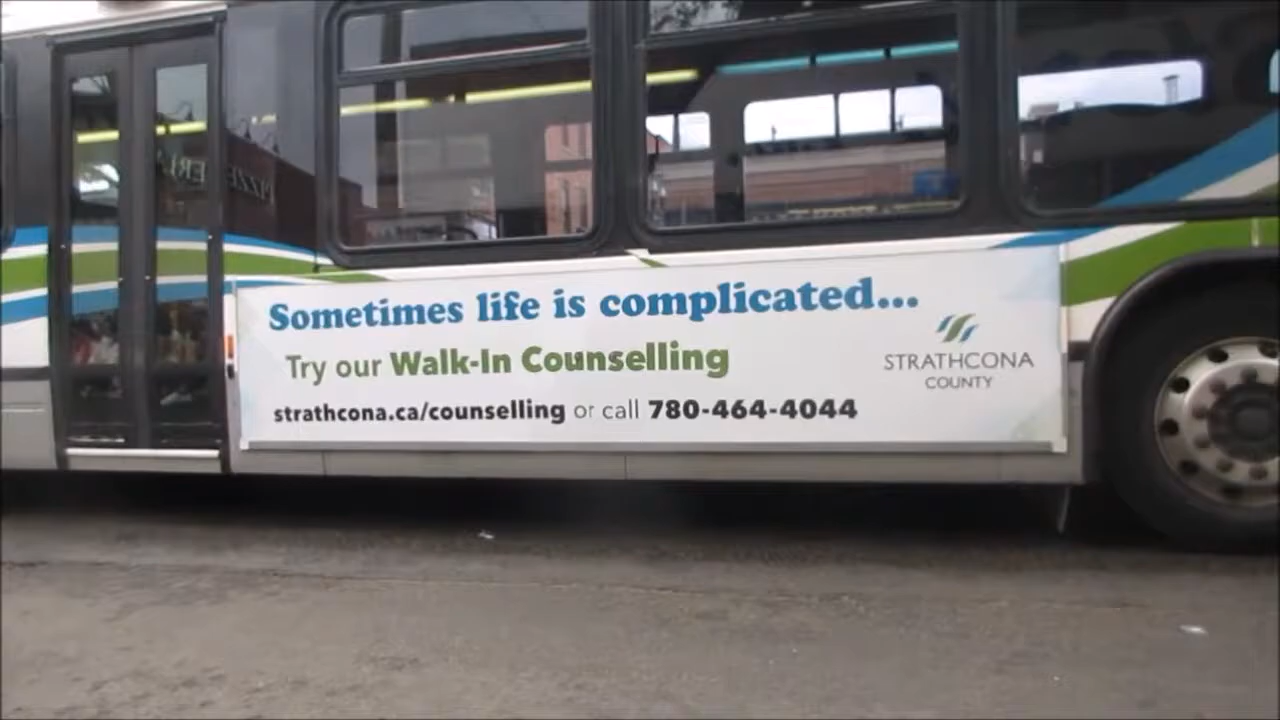 Sometimes life is complicated...
Try our Walk-In Counselling
strathcona.ca/counselling or call 780-464-4044
STRATHCONA
COUNTY